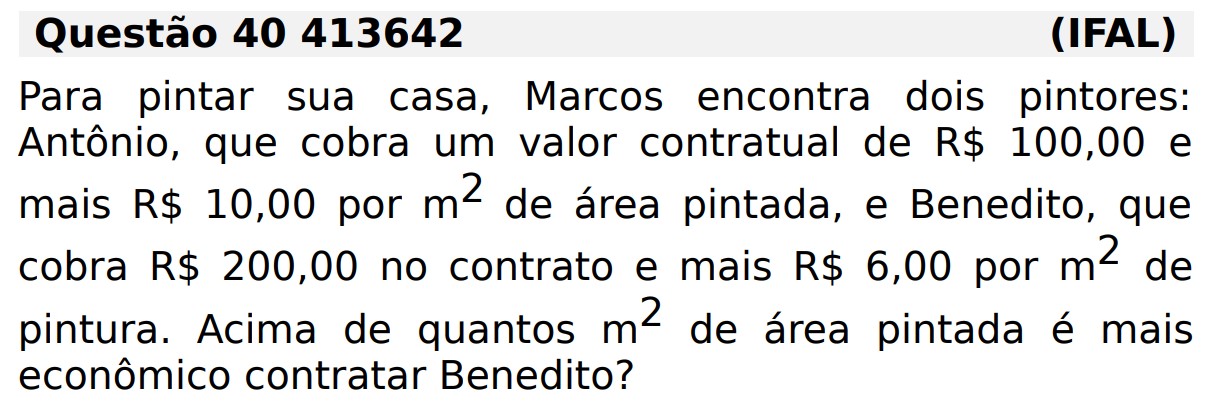 Questão 40 413642 (IFAL)
Para pintar sua casa, Marcos encontra dois pintores:
Antônio, que cobra um valor contratual de R$ 100,00 e
mais R$ 10,00 por m² de área pintada, e Benedito, que
cobra R$ 200,00 no contrato e mais R$ 6,00 por m² de
pintura. Acima de quantos m² de área pintada é mais
econômico contratar Benedito?